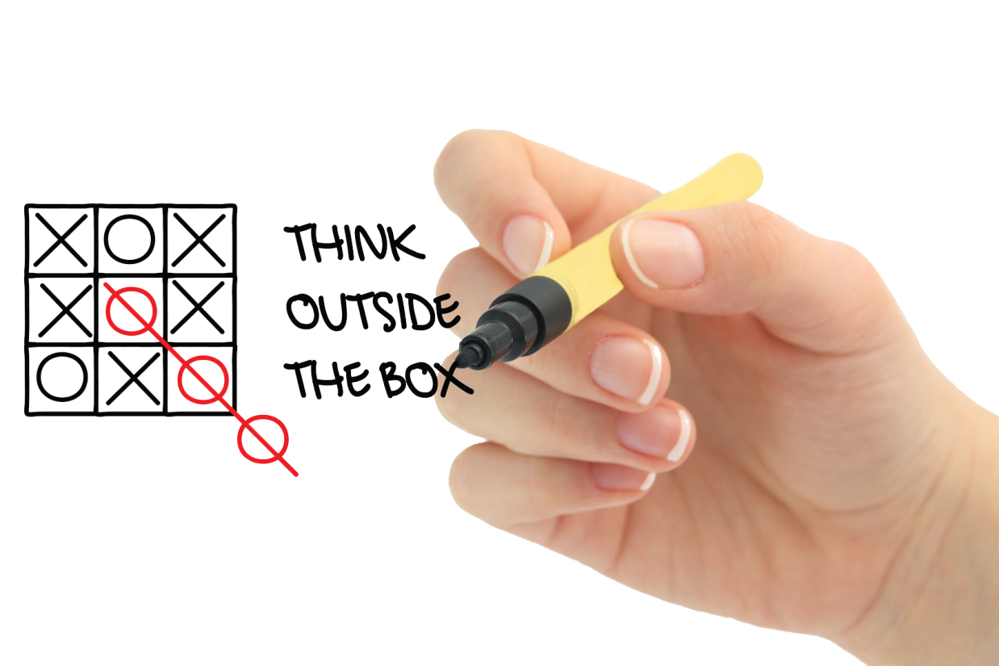 X O X
X O X
O X O
O
THINK
OUTSIDE
THE BOX